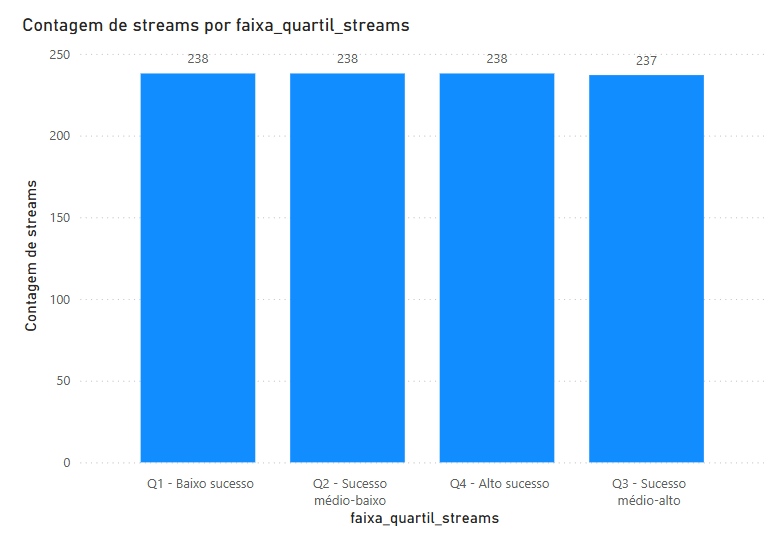 Contagem de streams por faixa_quartil_streams
Contagem de streams
250
200
150
100
50
0
238
238
238
237
Q1 - Baixo sucesso
Q2 - Sucesso
médio-baixo
Q4 - Alto sucesso
Q3 - Sucesso
médio-alto
faixa_quartil_streams